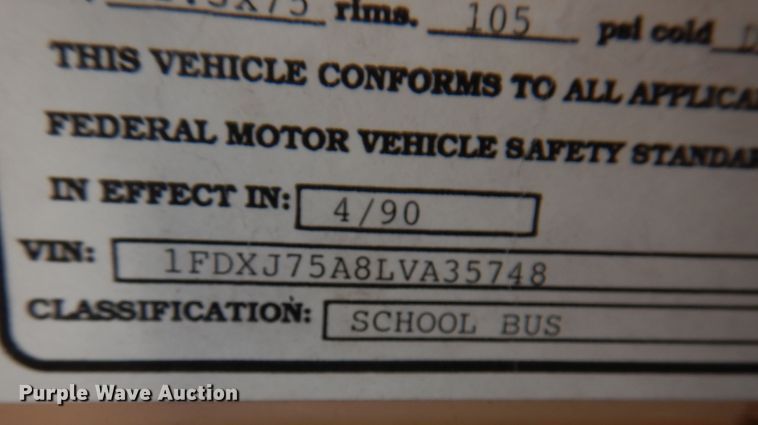 rims. 105 psi cold
THIS VEHICLE CONFORMS TO ALL
FEDERAL MOTOR VEHICLE SAFETY
IN EFFECT IN: 4/90
VIN: 1FDXJ75A8LVA35748
CLASSIFICATION: SCHOOL BUS
Purple Wave Auction